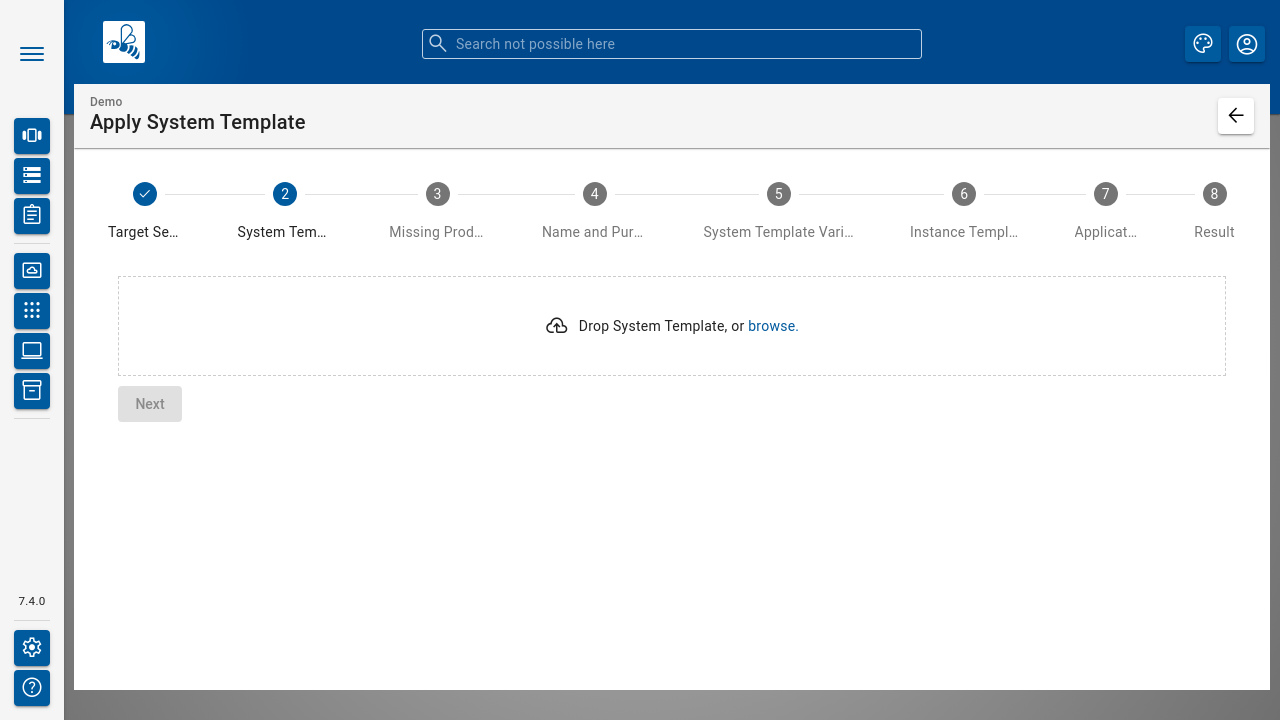 Search not possible here
Demo
Apply System Template
2
3
4
5
6
7
8
Target Se…
System Tem…
Missing Prod…
Name and Pur…
System Template Vari…
Instance Templ…
Applicat…
Result
Drop System Template, or browse.
Next
7.4.0